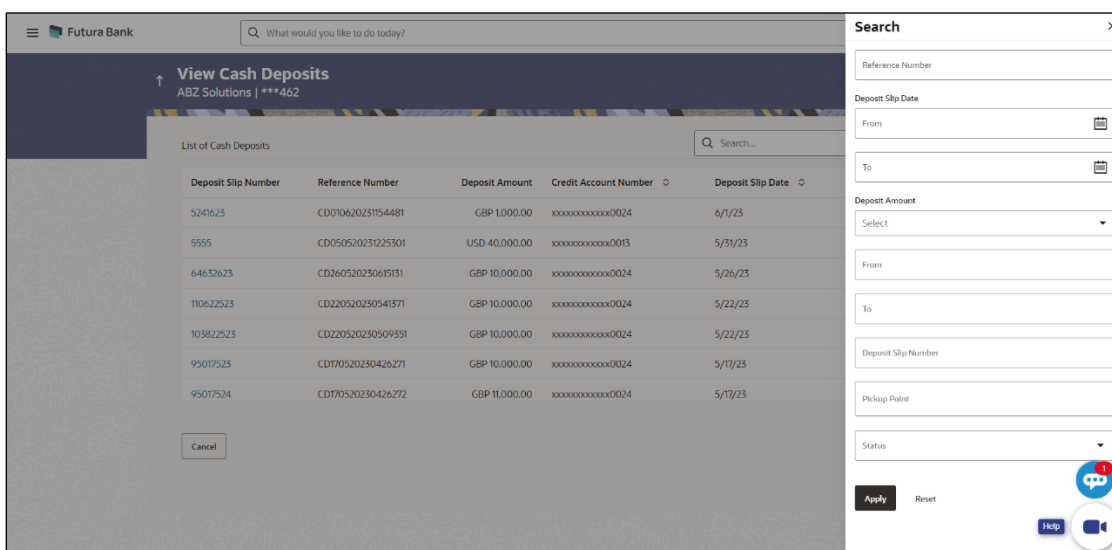 Futura Bank
What would you like to do today?
View Cash Deposits
ABZ Solutions | ***462
List of Cash Deposits
Search...
Deposit Slip Number Reference Number Deposit Amount Credit Account Number Deposit Slip Date
5241623 CD010620231154481 GBP 1,000.00 xxxxxxxxxxxx0024 6/1/23
5555 CD050520231225301 USD 40,000.00 xxxxxxxxxxxx0013 5/31/23
64632623 CD260520230615131 GBP 10,000.00 xxxxxxxxxxxx0024 5/26/23
110622523 CD220520230541371 GBP 10,000.00 xxxxxxxxxxxx0024 5/22/23
103822523 CD220520230509351 GBP 10,000.00 xxxxxxxxxxxx0024 5/22/23
95017523 CD170520230426271 GBP 10,000.00 xxxxxxxxxxxx0024 5/17/23
95017524 CD170520230426272 GBP 11,000.00 xxxxxxxxxxxx0024 5/17/23
Cancel
Search
Reference Number
Deposit Slip Date
From
To
Deposit Amount
Select
From
To
Deposit Slip Number
Pickup Point
Status
1
Apply Reset
Help